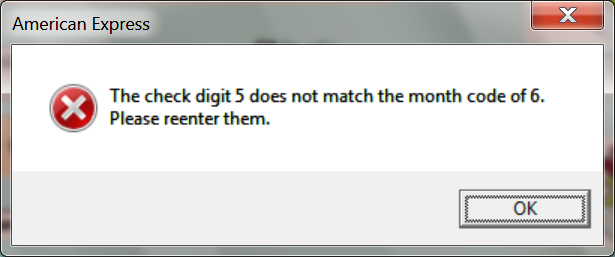 American Express
The check digit 5 does not match the month code of 6.
Please reenter them.
OK